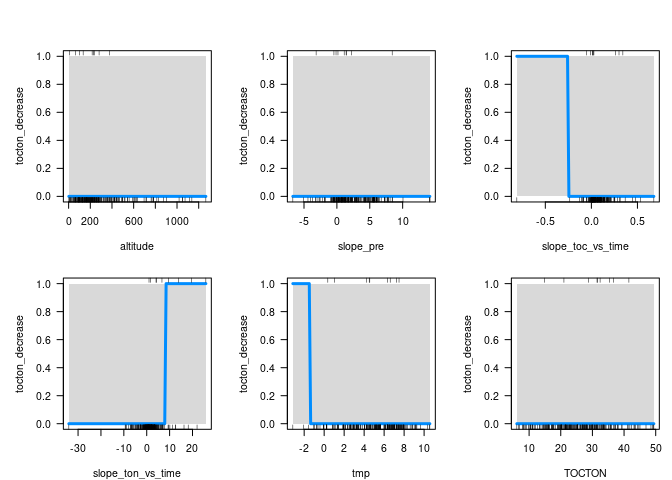 tocton_decrease
0.0 0.2 0.4 0.6 0.8 1.0
0 200 600 1000
altitude
tocton_decrease
0.0 0.2 0.4 0.6 0.8 1.0
-5 0 5 10
slope_pre
tocton_decrease
0.0 0.2 0.4 0.6 0.8 1.0
-0.5 0.0 0.5
slope_toc_vs_time
tocton_decrease
0.0 0.2 0.4 0.6 0.8 1.0
-30 -10 0 10 20
slope_ton_vs_time
tocton_decrease
0.0 0.2 0.4 0.6 0.8 1.0
-2 0 2 4 6 8 10
tmp
tocton_decrease
0.0 0.2 0.4 0.6 0.8 1.0
10 20 30 40 50
TOCTON